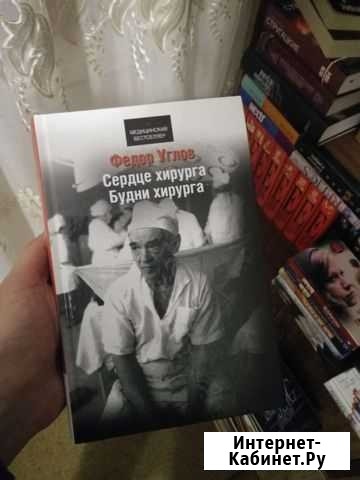 МЕДИЦИНСКИЙ
БЕСТСЕЛЛЕР
Федор Углов
Сердце хирурга
Будни хирурга
Интернет-
Кабинет.Ру